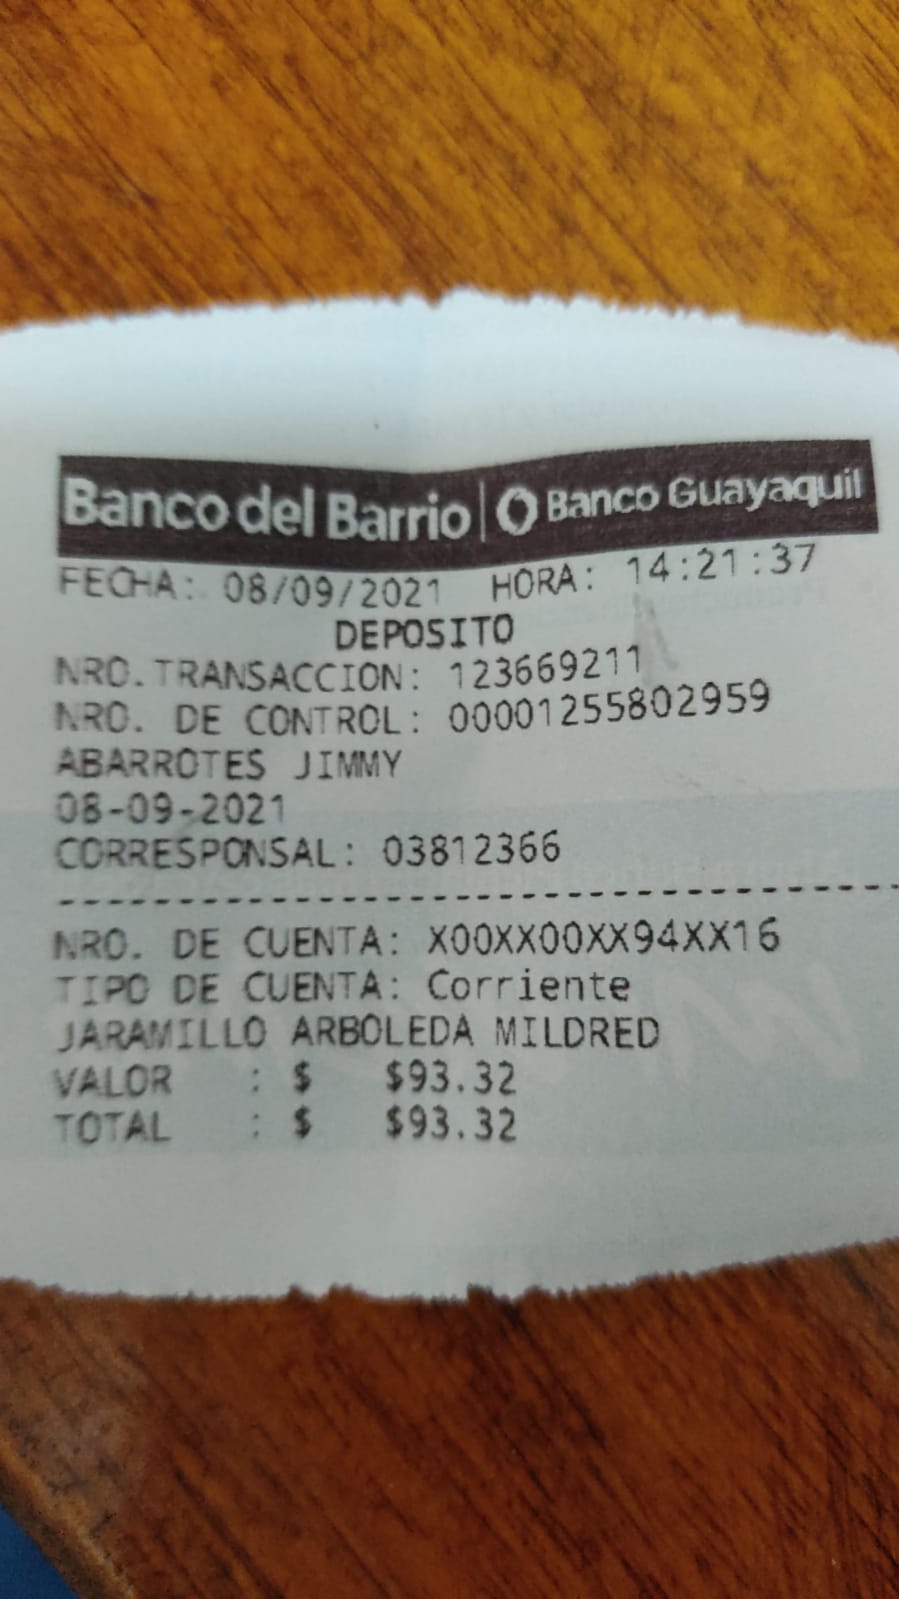 Banco del Barrio | Banco Guayaquil
FECHA: 08/09/2021 HORA: 14:21:37
DEPOSITO
NRO.TRANSACCION: 123669211
NRO. DE CONTROL: 00001255802959
ABARROTES JIMMY
08-09-2021
CORRESPONSAL: 03812366
--------------------------------
NRO. DE CUENTA: X00XX00XX94XX16
TIPO DE CUENTA: Corriente
JARAMILLO ARBOLEDA MILDRED
VALOR : $ $93.32
TOTAL : $ $93.32